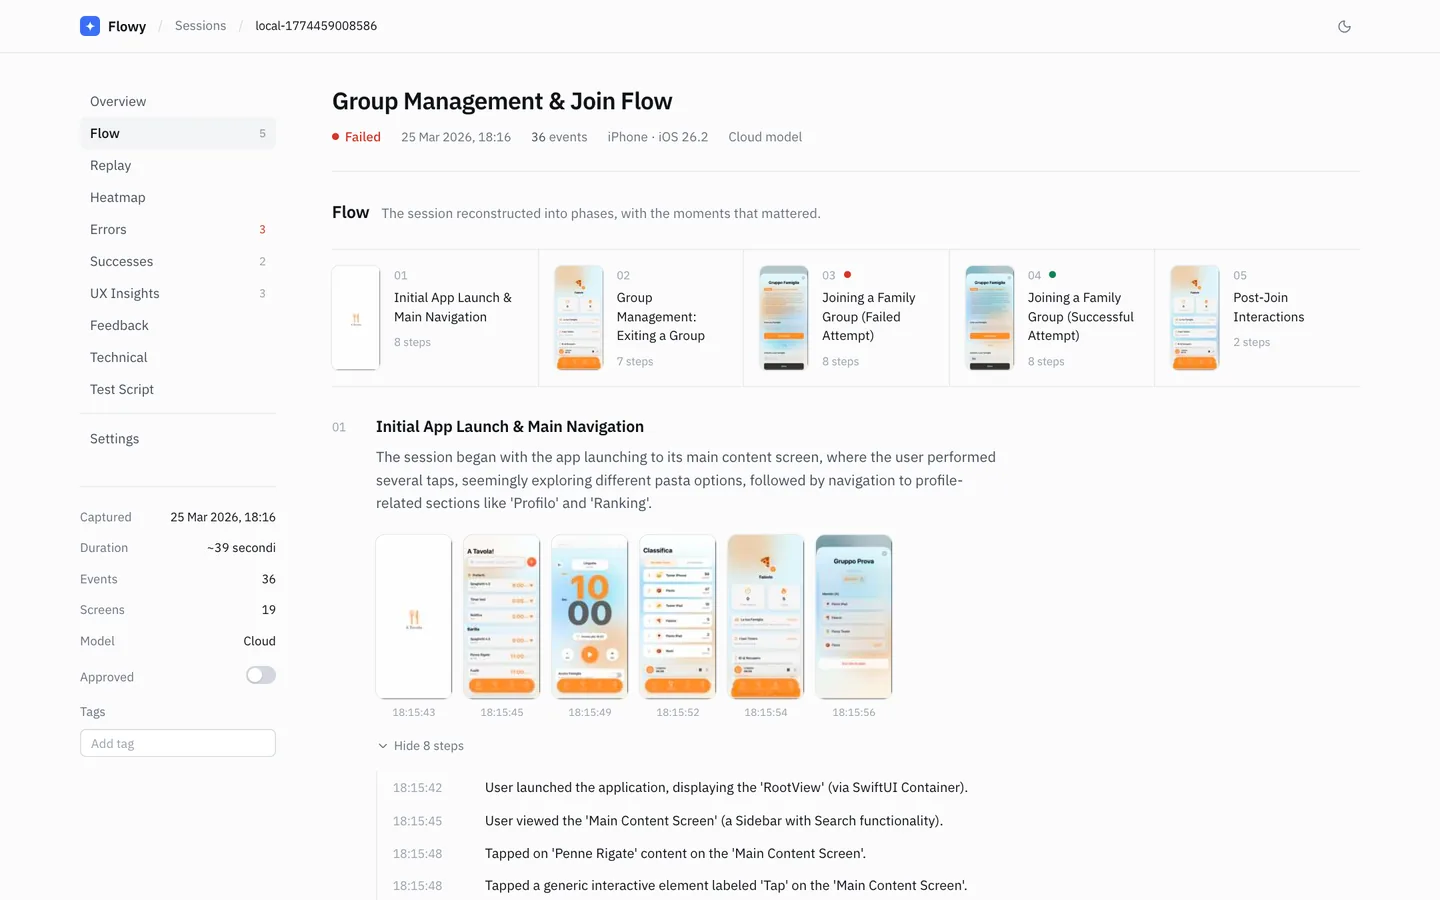 Flowy / Sessions / local-1774459008586
Overview
Flow 5
Replay
Heatmap
Errors 3
Successes 2
UX Insights 3
Feedback
Technical
Test Script
Settings
Captured 25 Mar 2026, 18:16
Duration ~39 secondi
Events 36
Screens 19
Model Cloud
Approved
Tags
Add tag
Group Management & Join Flow
Failed 25 Mar 2026, 18:16 36 events iPhone · iOS 26.2 Cloud model
Flow The session reconstructed into phases, with the moments that mattered.
01
Initial App Launch &
Main Navigation
8 steps
02
Group
Management:
Exiting a Group
7 steps
Gruppo Famiglia
03
Joining a Family
Group (Failed
Attempt)
8 steps
Gruppo Famiglia
04
Joining a Family
Group (Successful
Attempt)
8 steps
05
Post-Join
Interactions
2 steps
01 Initial App Launch & Main Navigation
The session began with the app launching to its main content screen, where the user performed
several taps, seemingly exploring different pasta options, followed by navigation to profile-
related sections like 'Profilo' and 'Ranking'.
A Tavola!
10
00
Classifica
Gruppo Prova
18:15:43 18:15:45 18:15:49 18:15:52 18:15:54 18:15:56
Hide 8 steps
18:15:42 User launched the application, displaying the 'RootView' (via SwiftUI Container).
18:15:45 User viewed the 'Main Content Screen' (a Sidebar with Search functionality).
18:15:48 Tapped on 'Penne Rigate' content on the 'Main Content Screen'.
18:15:48 Tapped a generic interactive element labeled 'Tap' on the 'Main Content Screen'.